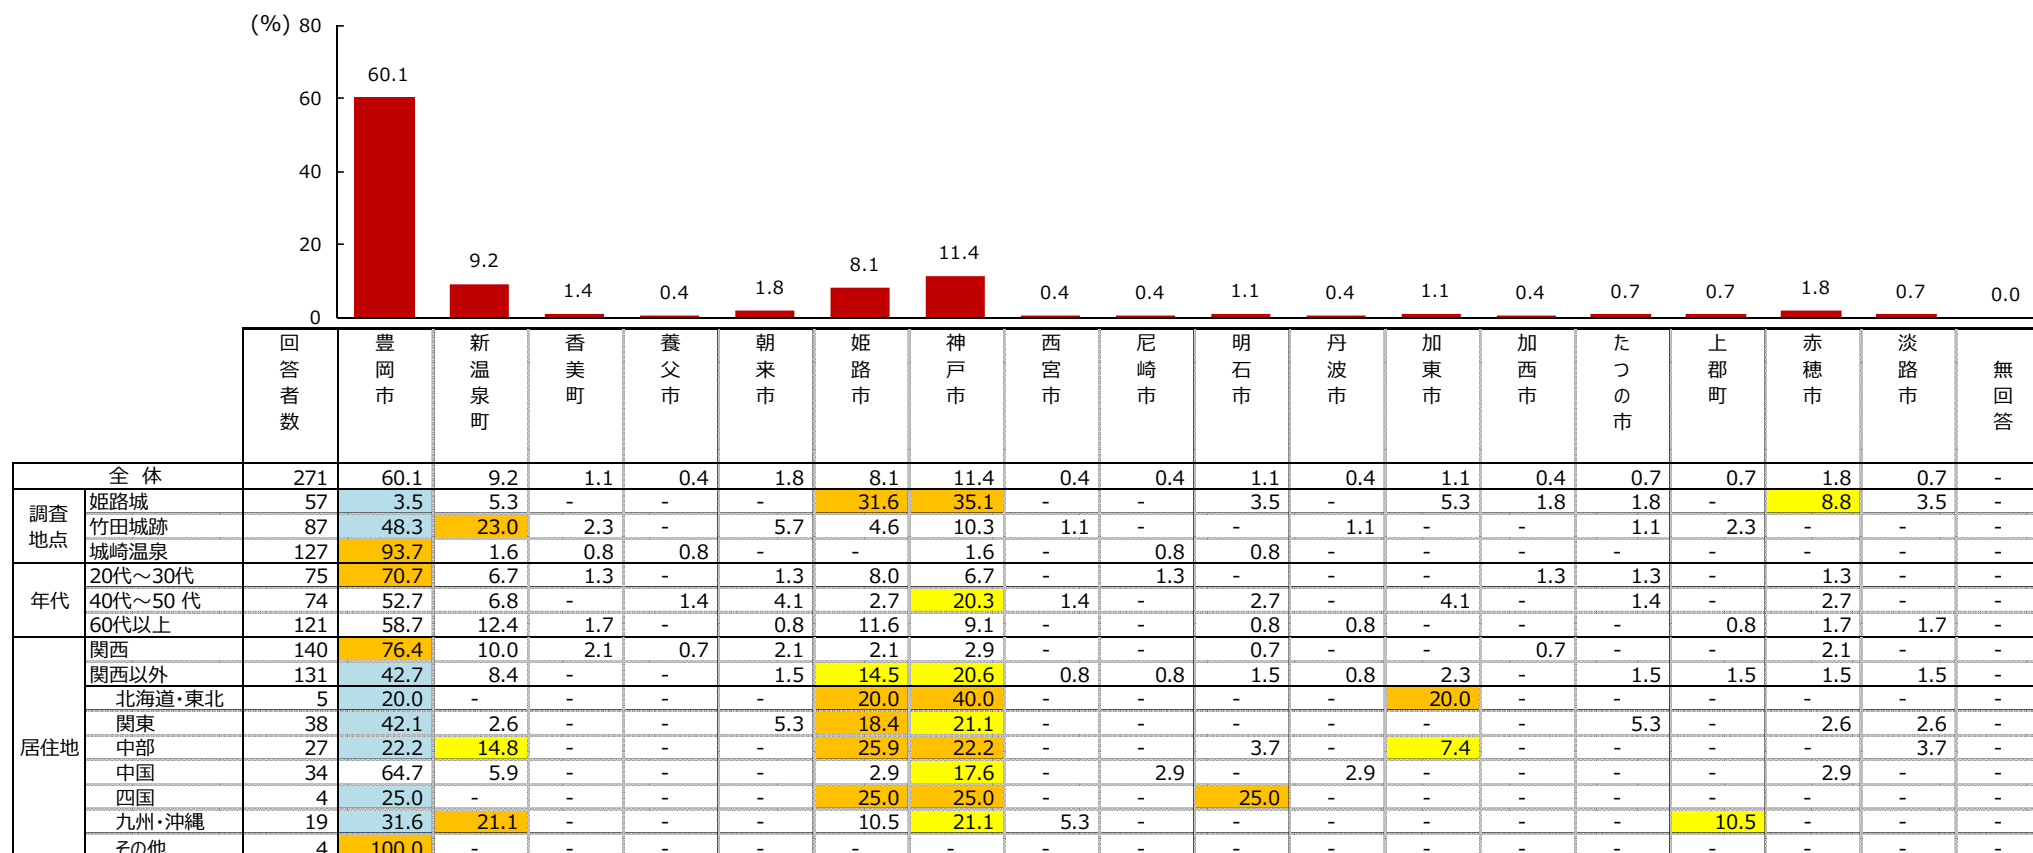 (%) 80
60
40
20
0
60.1 9.2 1.4 0.4 1.8 8.1 11.4 0.4 0.4 1.1 0.4 1.1 0.4 0.7 0.7 1.8 0.7 0.0
回答者数 豊岡市 新温泉町 香美町 養父市 朝来市 姫路市 神戸市 西宮市 尼崎市 明石市 丹波市 加東市 加西市 たつの市 上郡町 赤穂市 淡路市 無回答
全 体 271 60.1 9.2 1.1 0.4 1.8 8.1 11.4 0.4 0.4 1.1 0.4 1.1 0.4 0.7 0.7 1.8 0.7 -
調査地点
姫路城 57 3.5 5.3 - - - 31.6 35.1 - - 3.5 - 5.3 1.8 1.8 - 8.8 3.5 -
竹田城跡 87 48.3 23.0 2.3 - 5.7 4.6 10.3 1.1 - - 1.1 - - 1.1 2.3 - - -
城崎温泉 127 93.7 1.6 0.8 0.8 - - 1.6 - 0.8 0.8 - - - - - - - -
年代
20代～30代 75 70.7 6.7 1.3 - 1.3 8.0 6.7 - 1.3 - - - 1.3 1.3 - 1.3 - -
40代～50 代 74 52.7 6.8 - 1.4 4.1 2.7 20.3 1.4 - 2.7 - 4.1 - 1.4 - 2.7 - -
60代以上 121 58.7 12.4 1.7 - 0.8 11.6 9.1 - - 0.8 0.8 - - - 0.8 1.7 1.7 -
居住地
関西 140 76.4 10.0 2.1 0.7 2.1 2.1 2.9 - - 0.7 - - 0.7 - - 2.1 - -
関西以外 131 42.7 8.4 - - 1.5 14.5 20.6 0.8 0.8 1.5 0.8 2.3 - 1.5 1.5 1.5 1.5 -
北海道・東北 5 20.0 - - - - 20.0 40.0 - - - - 20.0 - - - - - -
関東 38 42.1 2.6 - - 5.3 18.4 21.1 - - - - - - 5.3 - 2.6 2.6 -
中部 27 22.2 14.8 - - - 25.9 22.2 - - 3.7 - 7.4 - - - - 3.7 -
中国 34 64.7 5.9 - - - 2.9 17.6 - 2.9 - 2.9 - - - - 2.9 - -
四国 4 25.0 - - - - 25.0 25.0 - - 25.0 - - - - - - - -
九州・沖縄 19 31.6 21.1 - - - 10.5 21.1 5.3 - - - - - - 10.5 - - -
その他 4 100.0 - - - - - - - - - - - - - - - - -